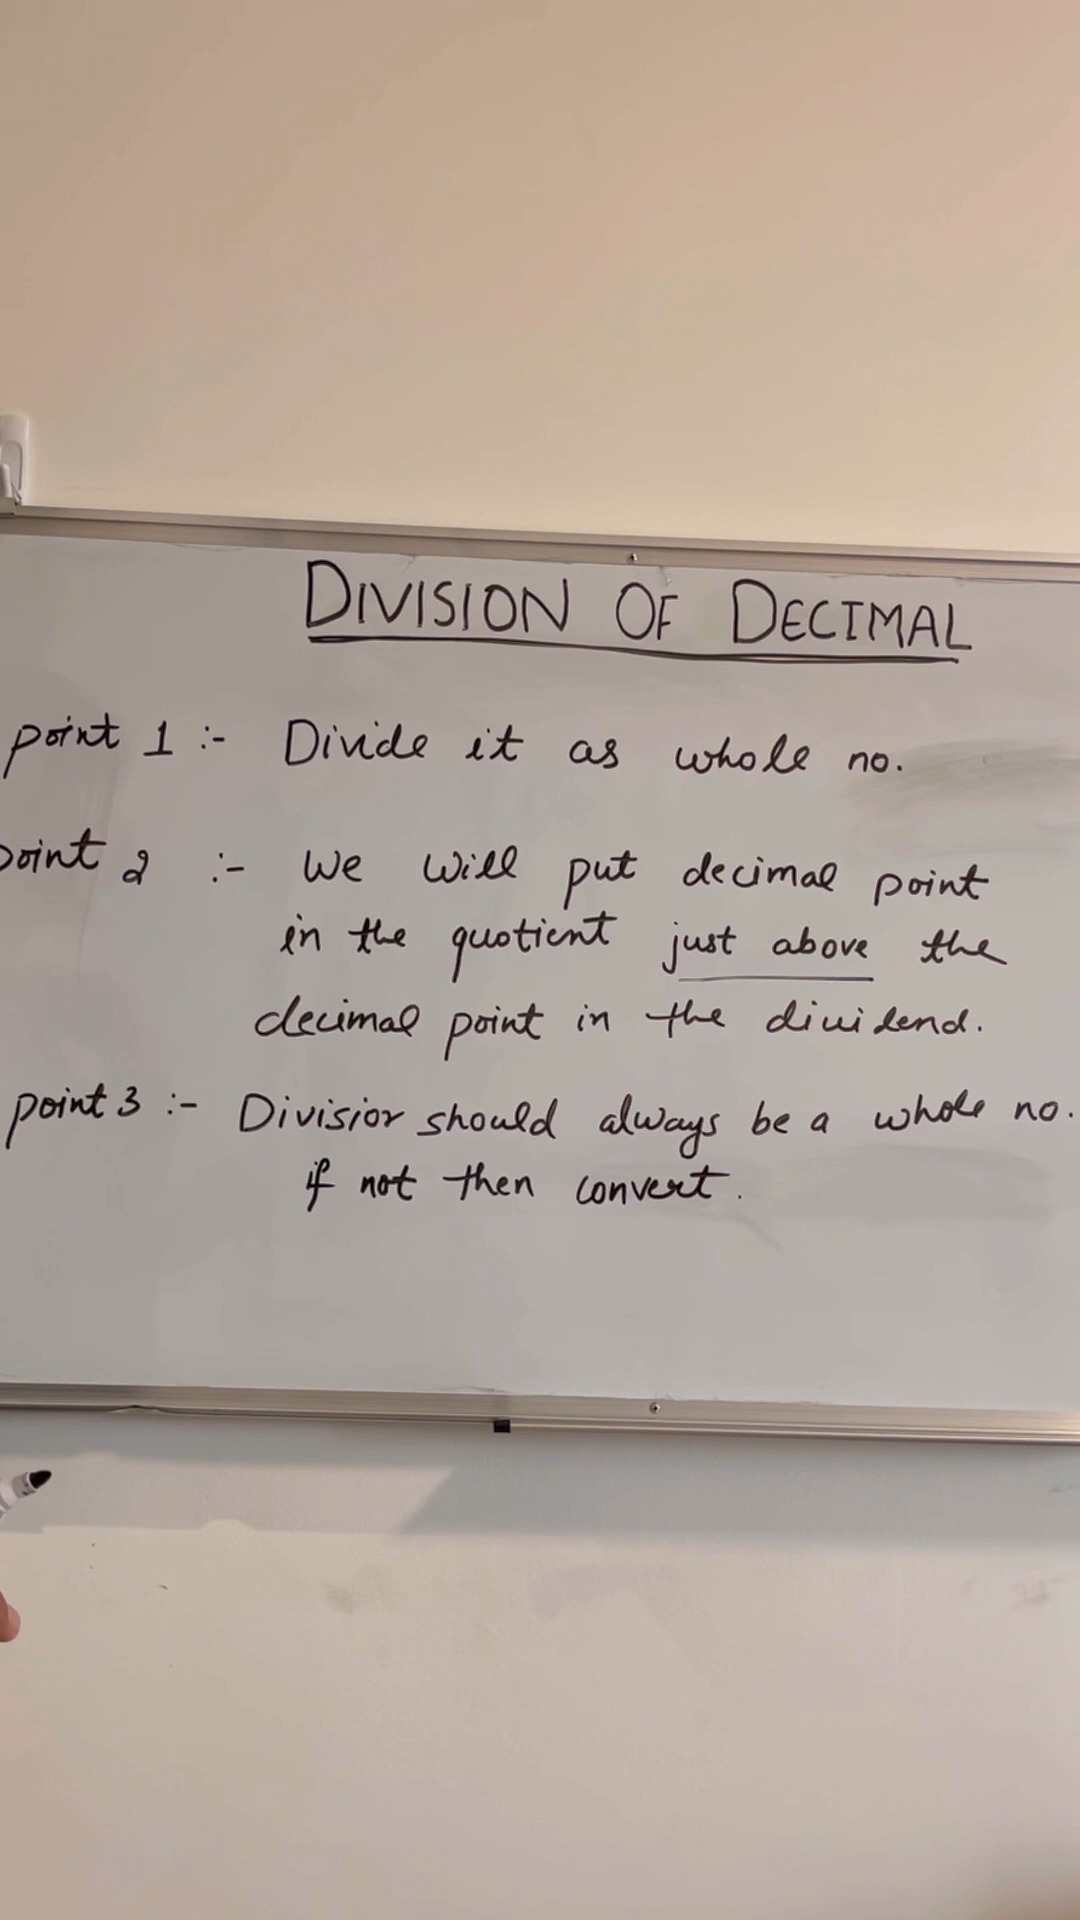 DIVISION OF DECIMAL
point 1 :- Divide it as whole no.
point 2 :- We will put decimal point
in the quotient just above the
decimal point in the dividend.
point 3 :- Divisior should always be a whole no.
if not then convert.